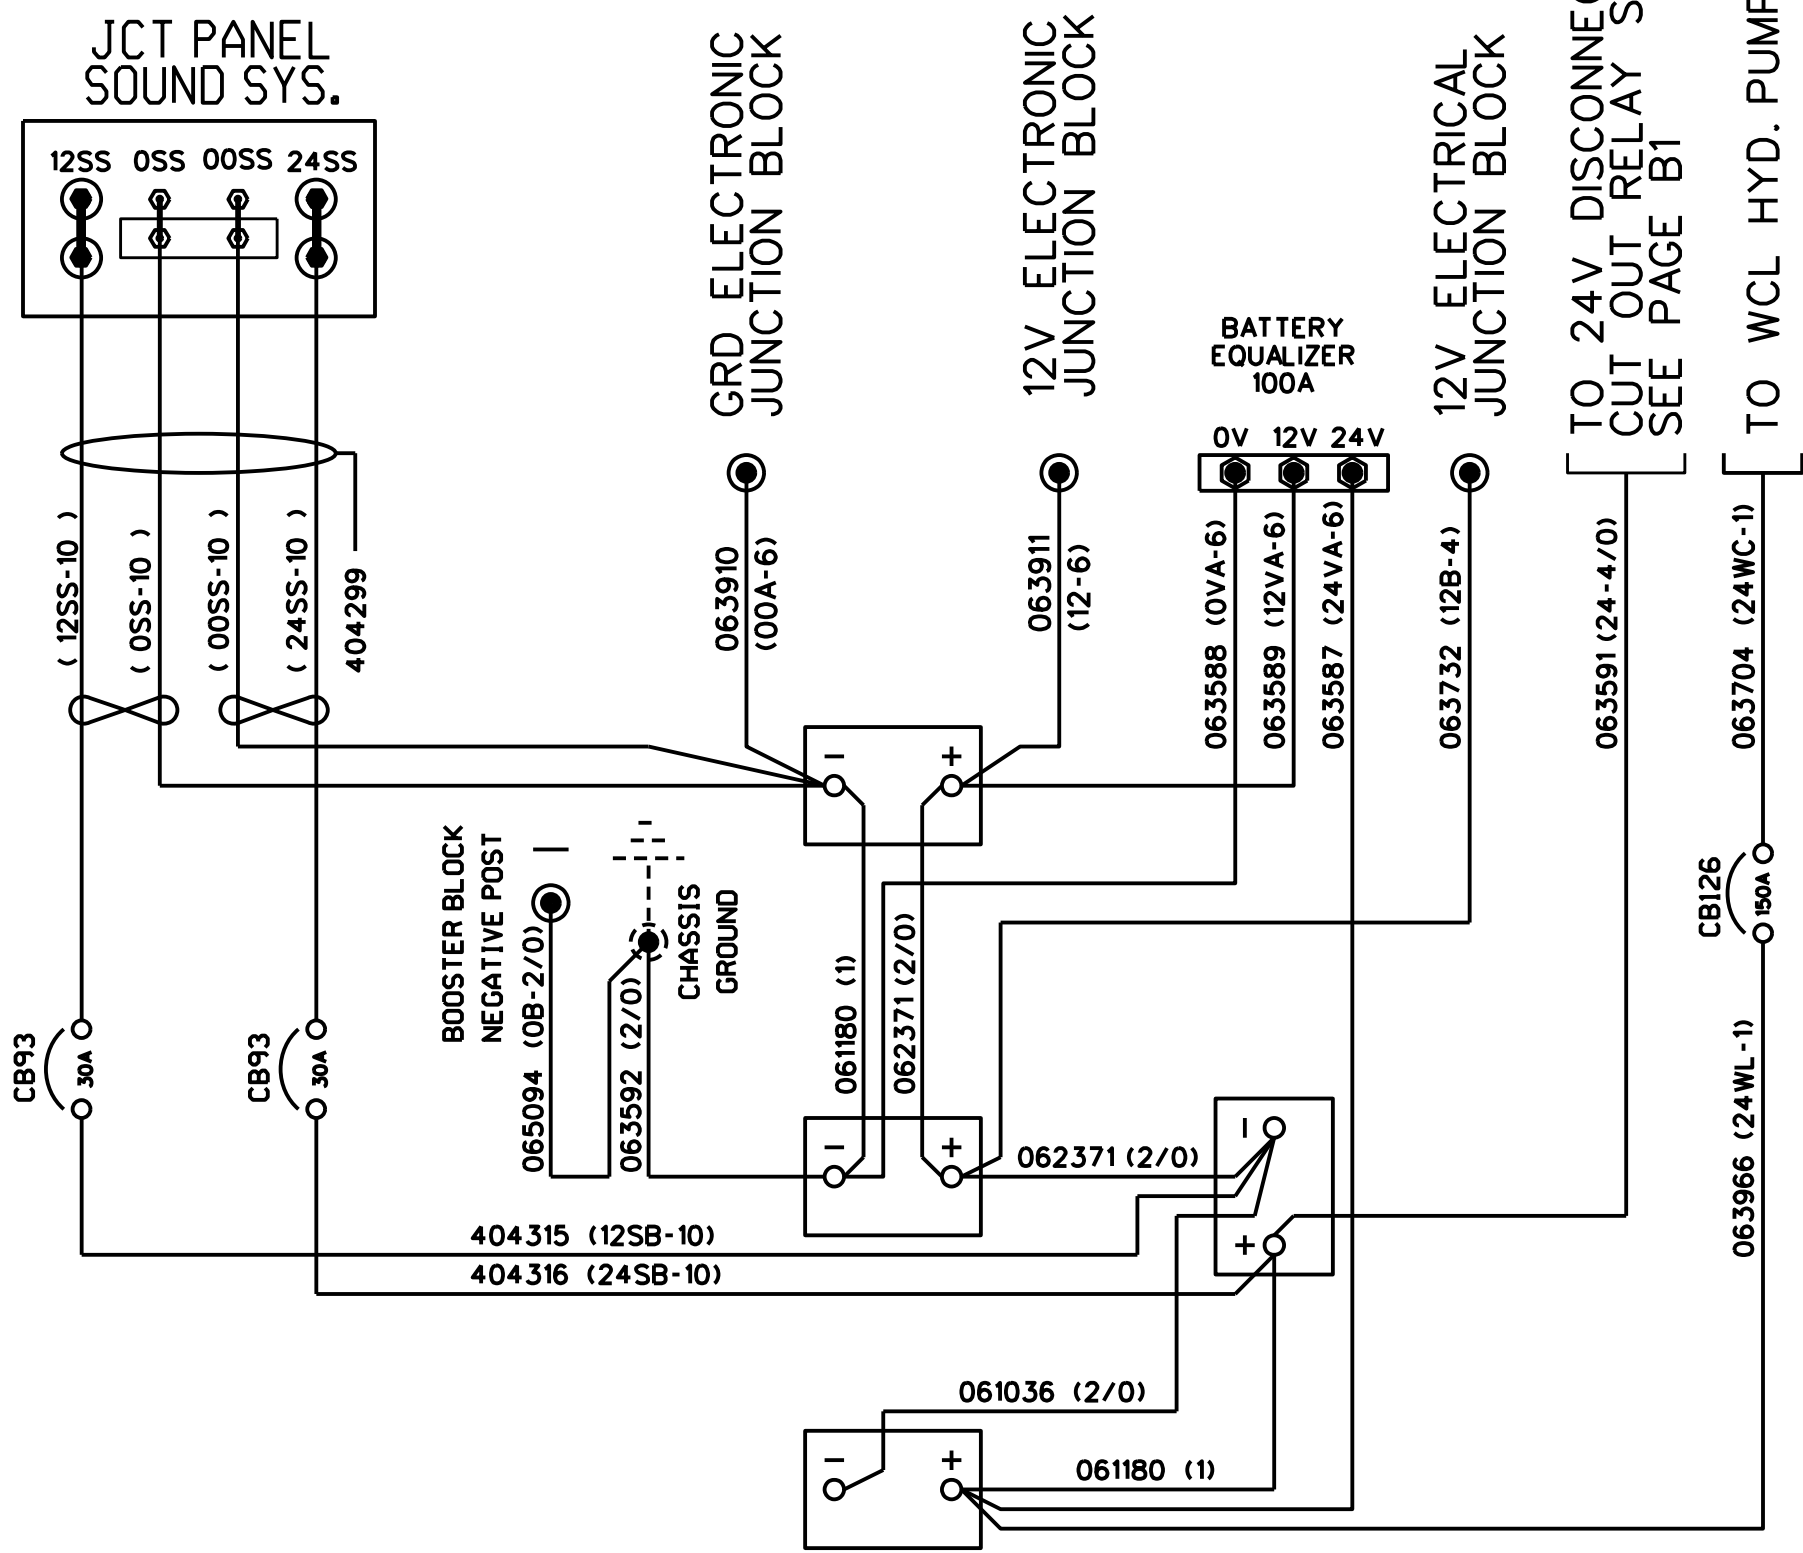 JCT PANEL
SOUND SYS.
12SS 0SS 00SS 24SS
(12SS-10 )
( 0SS-10 )
( 00SS-10 )
( 24SS-10 )
404299
GRD ELECTRONIC
JUNCTION BLOCK
063910
(00A-6)
12V ELECTRONIC
JUNCTION BLOCK
063911
(12-6)
BATTERY
EQUALIZER
100A
0V 12V 24V
063588 (0VA-6)
063589 (12VA-6)
063587 (24VA-6)
12V ELECTRICAL
JUNCTION BLOCK
063732 (12B-4)
TO 24V
CUT OUT RELAY
SEE PAGE B1
063591 (24-4/0)
TO WCL HYD.
063704 (24WC-1)
CB126
150A
063966 (24WL-1)
- +
BOOSTER BLOCK
NEGATIVE POST
-
065094 (0B-2/0)
CHASSIS
GROUND
063592 (2/0)
061180 (1)
062371 (2/0)
CB93
30A
CB93
30A
- +
062371 (2/0)
-
+
404315 (12SB-10)
404316 (24SB-10)
061036 (2/0)
- +
061180 (1)